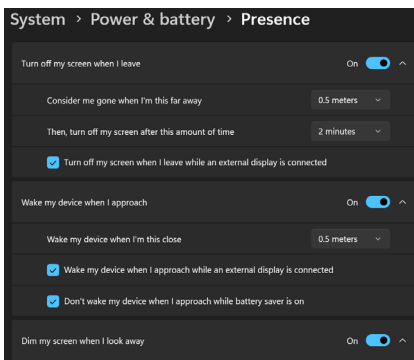 System > Power & battery > Presence
Turn off my screen when I leave On
Consider me gone when I'm this far away 0.5 meters
Then, turn off my screen after this amount of time 2 minutes
Turn off my screen when I leave while an external display is connected
Wake my device when I approach On
Wake my device when I'm this close 0.5 meters
Wake my device when I approach while an external display is connected
Don't wake my device when I approach while battery saver is on
Dim my screen when I look away On